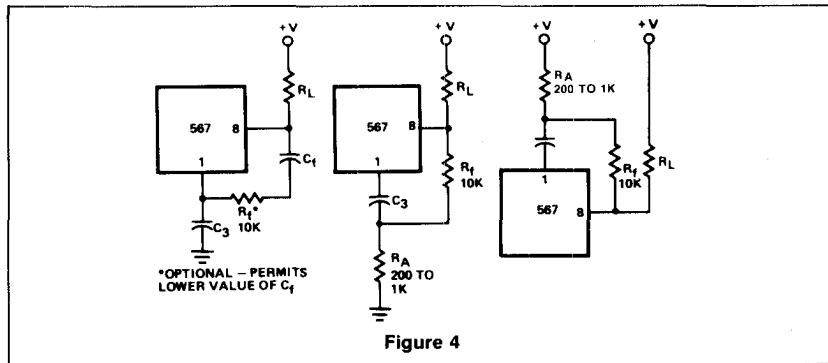 +V
R_L
567
8
1
C_f
R_f*
10K
C_3
*OPTIONAL – PERMITS
LOWER VALUE OF C_f
+V
R_L
567
8
1
R_f
10K
C_3
R_A
200 TO
1K
+V
+V
R_A
200 TO 1K
R_f
10K
R_L
1
567
8
Figure 4